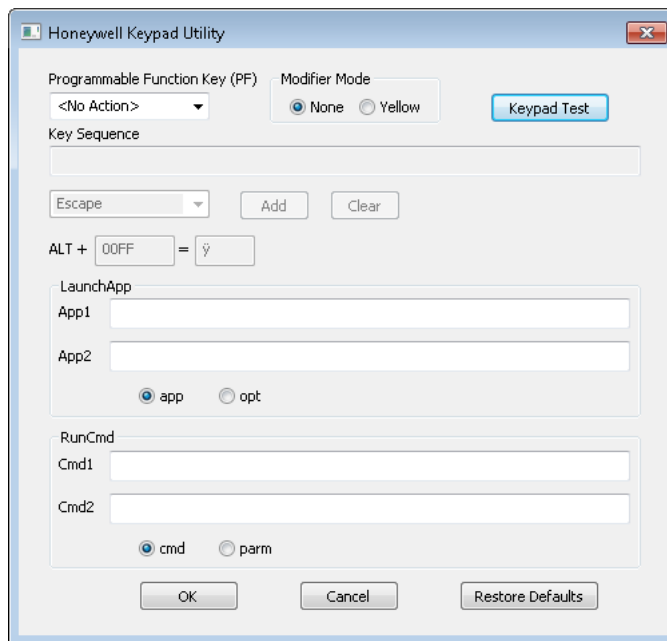 Honeywell Keypad Utility
Programmable Function Key (PF)
Modifier Mode
<No Action>
None
Yellow
Keypad Test
Key Sequence
Escape
Add
Clear
ALT + 00FF = ÿ
LaunchApp
App1
App2
app
opt
RunCmd
Cmd1
Cmd2
cmd
parm
OK
Cancel
Restore Defaults